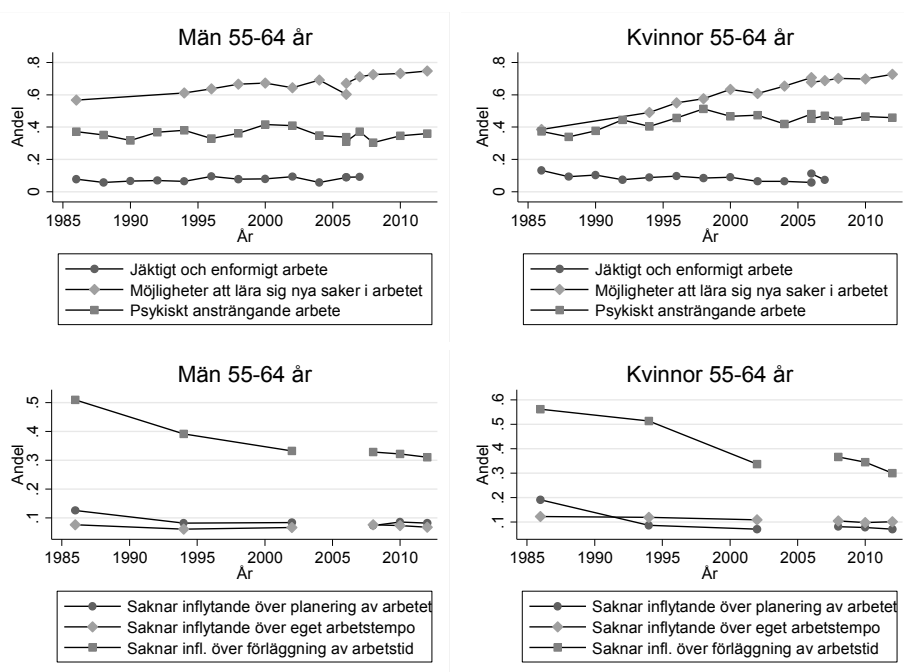 Män 55-64 år
Andel
.8
.6
.4
.2
0
1985 1990 1995 2000 2005 2010
År
Jäktigt och enformigt arbete
Möjligheter att lära sig nya saker i arbetet
Psykiskt ansträngande arbete
Kvinnor 55-64 år
Andel
.8
.6
.4
.2
0
1985 1990 1995 2000 2005 2010
År
Jäktigt och enformigt arbete
Möjligheter att lära sig nya saker i arbetet
Psykiskt ansträngande arbete
Män 55-64 år
Andel
.5
.4
.3
.2
.1
1985 1990 1995 2000 2005 2010
År
Saknar inflytande över planering av arbetet
Saknar inflytande över eget arbetstempo
Saknar infl. över förläggning av arbetstid
Kvinnor 55-64 år
Andel
.6
.5
.4
.3
.2
.1
1985 1990 1995 2000 2005 2010
År
Saknar inflytande över planering av arbetet
Saknar inflytande över eget arbetstempo
Saknar infl. över förläggning av arbetstid